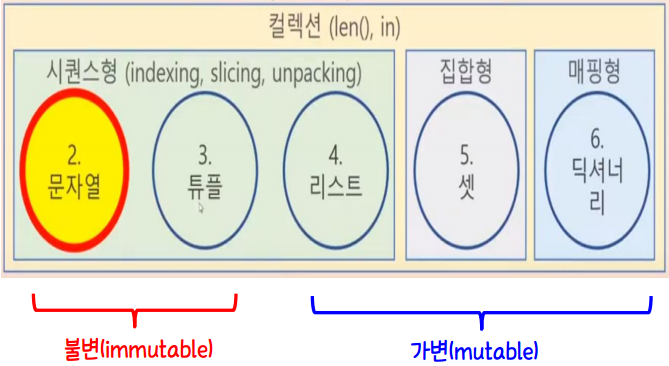 컬렉션 (len(), in)
시퀀스형 (indexing, slicing, unpacking)
집합형
매핑형
2.
문자열
3.
튜플
4.
리스트
5.
셋
6.
딕셔너
리
불변(immutable)
가변(mutable)